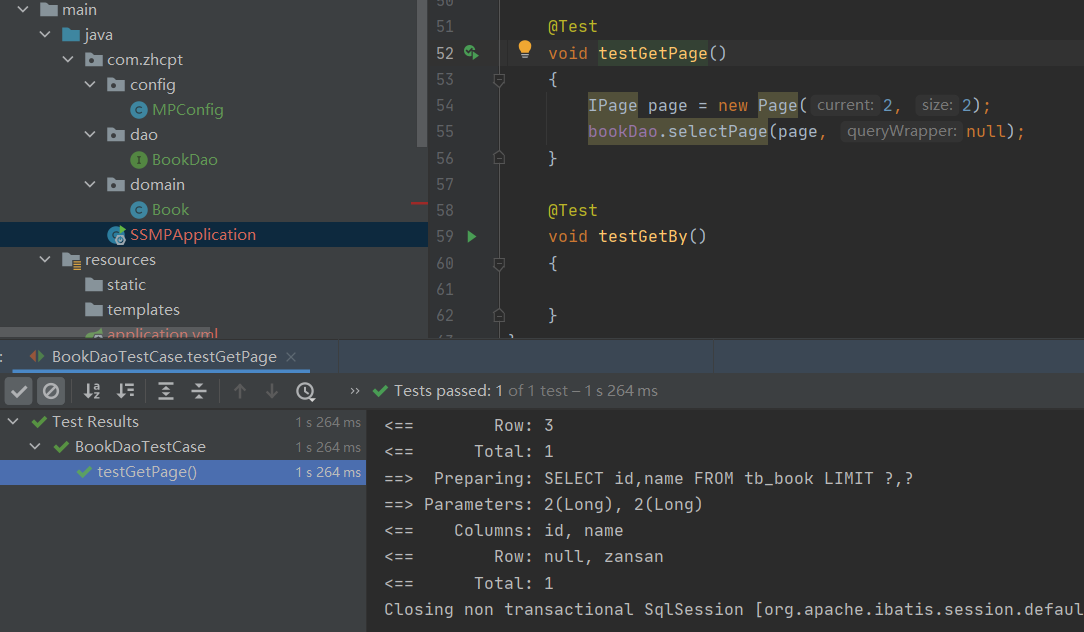 main
java
com.zhcpt
config
MPConfig
dao
BookDao
domain
Book
SSMPApplication
resources
static
templates
application.yml
51 @Test
52 void testGetPage()
53 {
54 IPage page = new Page( current: 2, size: 2);
55 bookDao.selectPage(page, queryWrapper: null);
56 }
57
58 @Test
59 void testGetBy()
60 {
61
62 }
BookDaoTestCase.testGetPage
Tests passed: 1 of 1 test – 1 s 264 ms
Test Results 1 s 264 ms
BookDaoTestCase 1 s 264 ms
testGetPage() 1 s 264 ms
<== Row: 3
<== Total: 1
==> Preparing: SELECT id,name FROM tb_book LIMIT ?,?
==> Parameters: 2(Long), 2(Long)
<== Columns: id, name
<== Row: null, zansan
<== Total: 1
Closing non transactional SqlSession [org.apache.ibatis.session.defaul